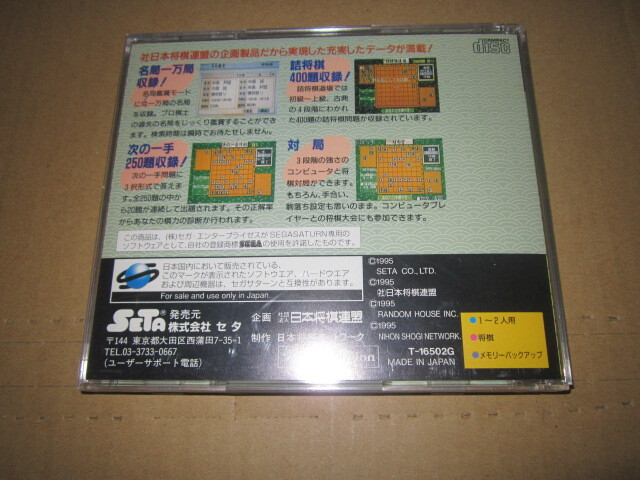 社日本将棋連盟の企画製品だから実現した充実したデータが満載!
COMPACT
disc
名局一万局
収録!
名局鑑賞モード
に一万局の名局
を収録。プロ棋士
の過去の名局をじっくり鑑賞することができ
ます。検索時間は瞬時でお待たせしません。
詰将棋
400題収録!
詰将棋道場では
初級〜上級、古典
の4段階にわかれ
た400題の詰将棋問題が収録されています。
次の一手
250題収録!
次の一手問題に
3択形式で答えま
す。全250題の中か
ら20題が連続して出題されます。その正解率
からあなたの棋力の診断が行われます。
対局
3段階の強さの
コンピュータと将
棋対局ができます。
もちろん、手合い、
駒落ち設定も思いのまま。コンピュータプレ
イヤーとの将棋大会にも参加できます。
この商品は、(株)セガ・エンタープライゼスがSEGASATURN専用の
ソフトウェアとして、自社の登録商標SEGAの使用を許諾したものです。
日本国内において販売されている、
このマークが表示されたソフトウエア、ハードウエア
および周辺機器は、セガサターンと互換性があります。
For sale and use only in Japan.
SETA® 発売元
株式会社 セタ
〒144 東京都大田区西蒲田7-35-1
TEL.03-3733-0667
(ユーザーサポート電話)
企画 社団法人日本将棋連盟
制作
©1995
SETA CO., LTD.
©1995
社日本将棋連盟
©1995
RANDOM HOUSE INC.
©1995
NIHON SHOGI NETWORK.
T-16502G
MADE IN JAPAN
1〜2人用
将棋
メモリーバックアップ